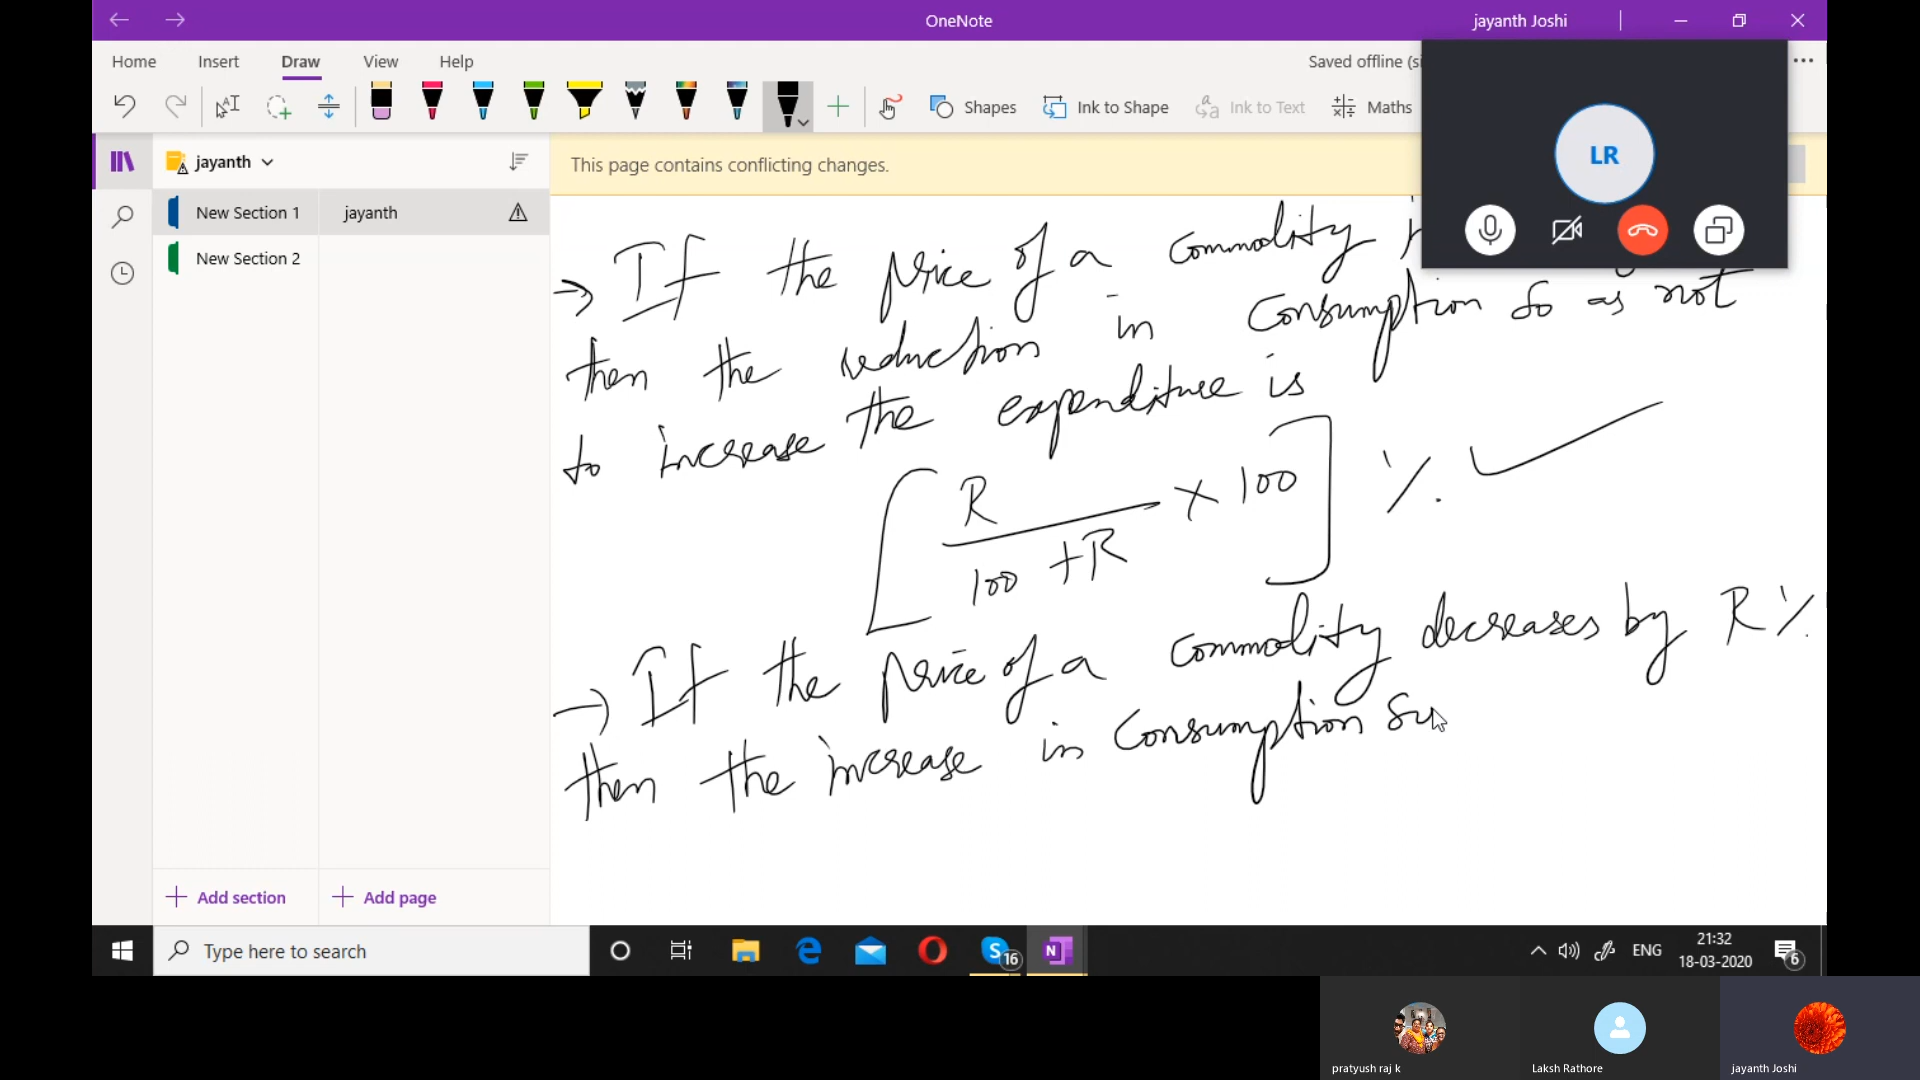 OneNote
jayanth Joshi
Home Insert Draw View Help
Saved offline (si
Shapes Ink to Shape Ink to Text Maths
LR
jayanth
This page contains conflicting changes.
New Section 1
jayanth
New Section 2
→ If the price of a commodity
then the reduction in consumption so as not
to increase the expenditure is
[ R / 100 + R × 100 ] %. ✓
→ If the price of a commodity decreases by R %.
then the increase in consumption su
Add section
Add page
Type here to search
16
ENG
21:32
18-03-2020
6
pratyush raj k
Laksh Rathore
jayanth Joshi